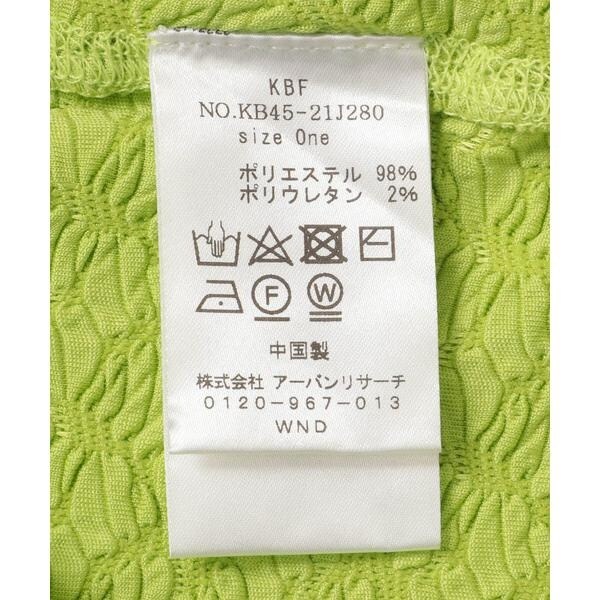 KBF
NO.KB45-21J280
size One
ポリエステル 98%
ポリウレタン 2%
F W
中国製
株式会社 アーバンリサーチ
0120-967-013
WND